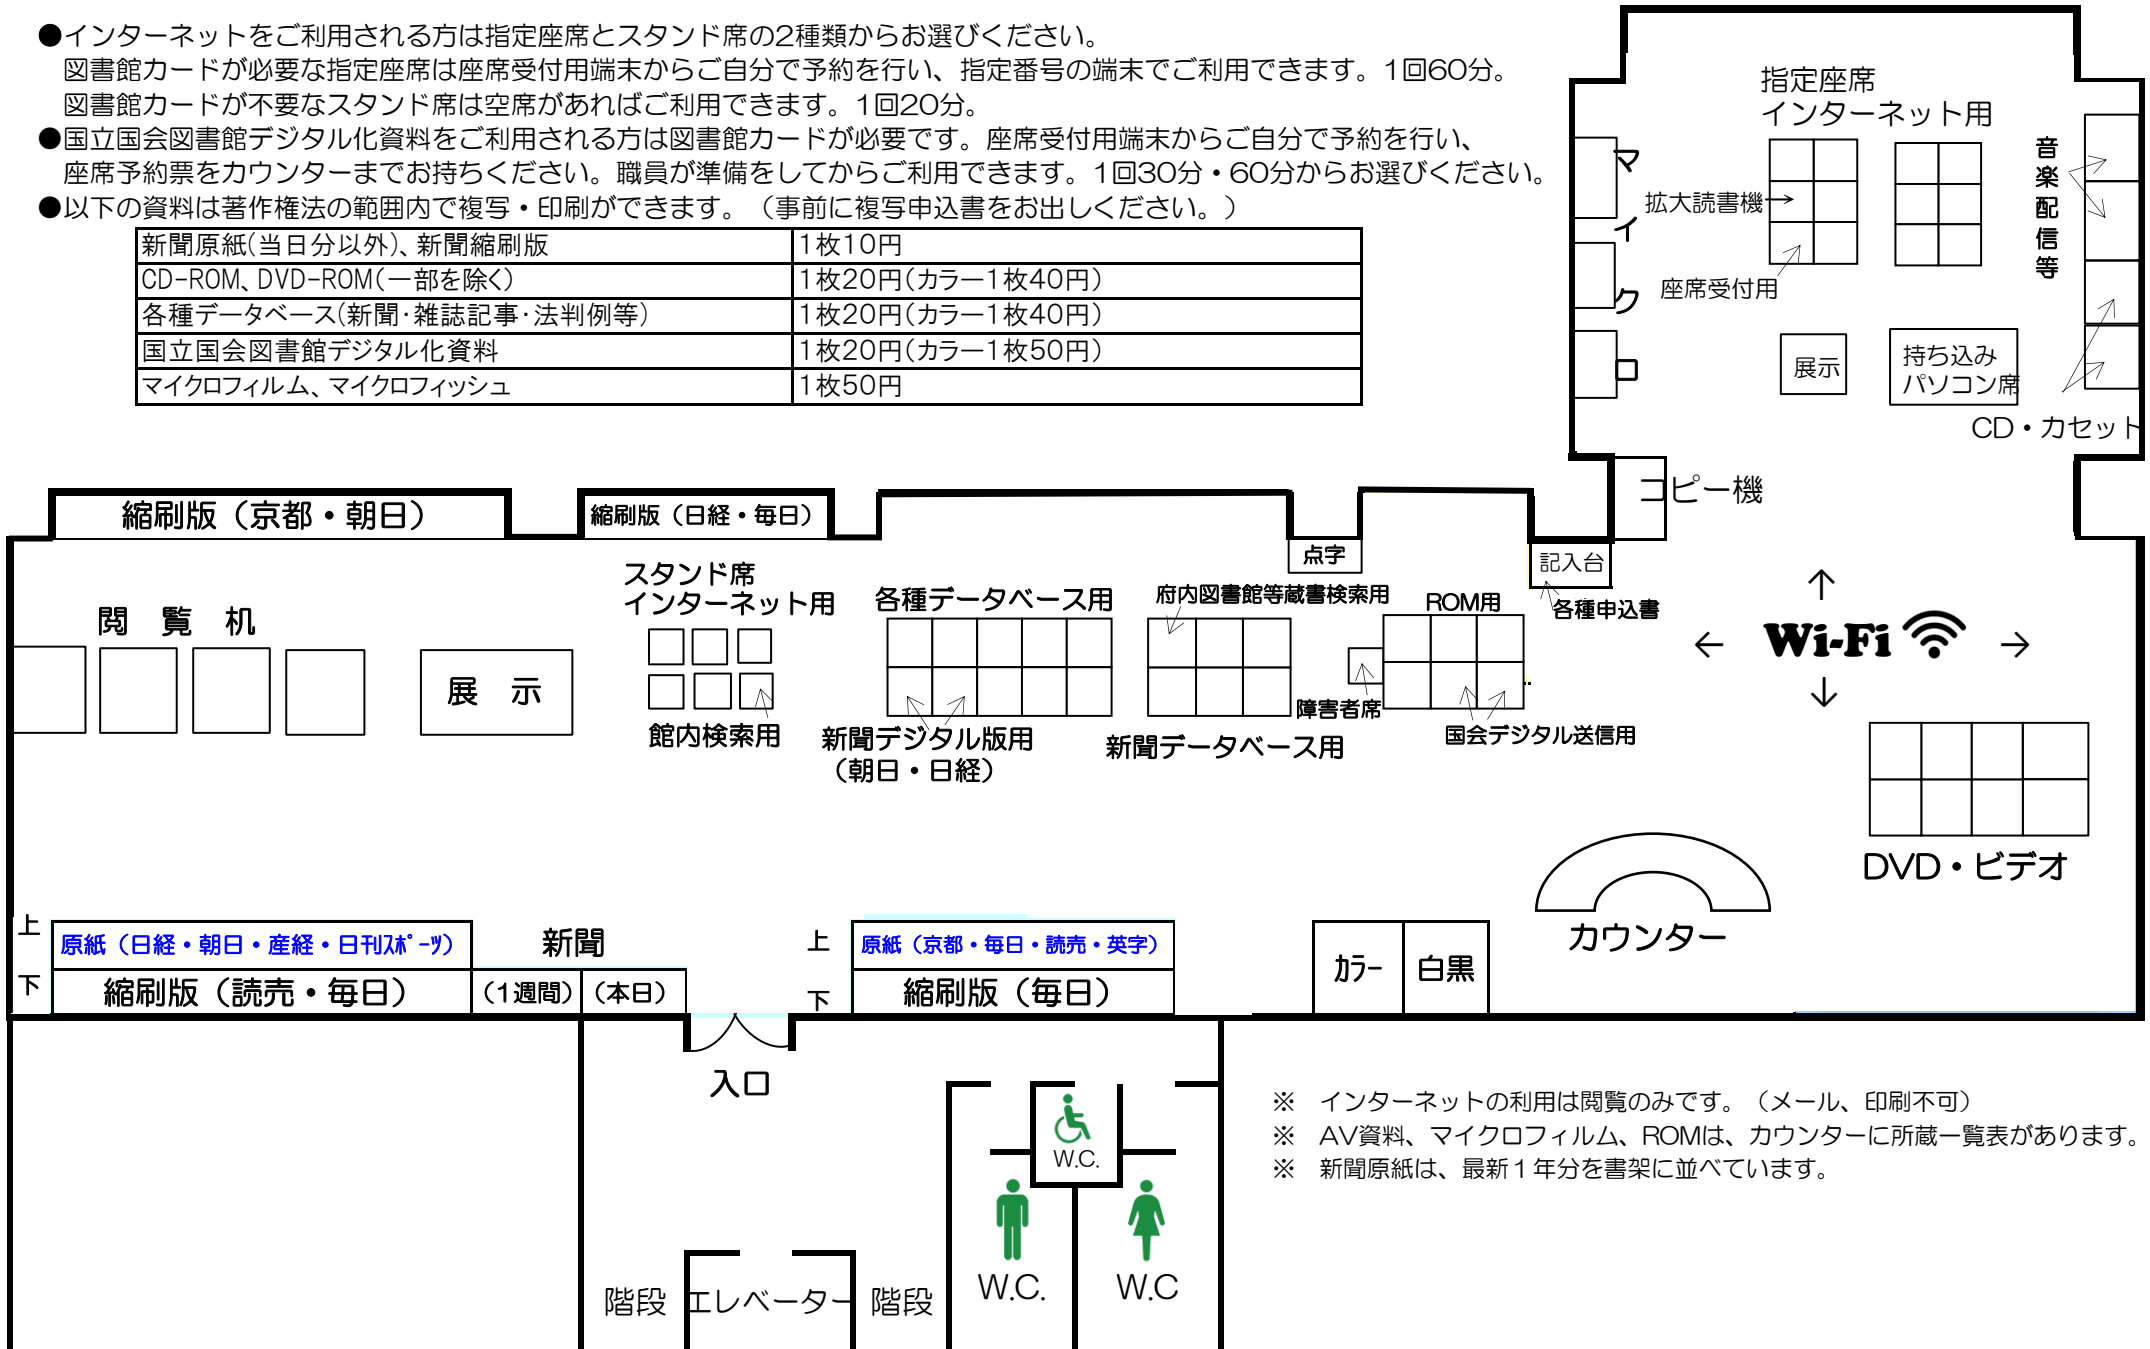 ●インターネットをご利用される方は指定座席とスタンド席の2種類からお選びください。
図書館カードが必要な指定座席は座席受付用端末からご自分で予約を行い、指定番号の端末でご利用できます。1回60分。
図書館カードが不要なスタンド席は空席があればご利用できます。1回20分。
●国立国会図書館デジタル化資料をご利用される方は図書館カードが必要です。座席受付用端末からご自分で予約を行い、
座席予約票をカウンターまでお持ちください。職員が準備をしてからご利用できます。1回30分・60分からお選びください。
●以下の資料は著作権法の範囲内で複写・印刷ができます。（事前に複写申込書をお出しください。）
新聞原紙(当日分以外)、新聞縮刷版 1枚10円
CD-ROM、DVD-ROM(一部を除く) 1枚20円(カラー1枚40円)
各種データベース(新聞・雑誌記事・法判例等) 1枚20円(カラー1枚40円)
国立国会図書館デジタル化資料 1枚20円(カラー1枚50円)
マイクロフィルム、マイクロフィッシュ 1枚50円
指定座席
インターネット用
マイクロ
拡大読書機
座席受付用
音楽配信等
展示
持ち込み
パソコン席
CD・カセット
コピー機
縮刷版（京都・朝日）
縮刷版（日経・毎日）
点字
記入台
各種申込書
閲覧机
展示
スタンド席
インターネット用
館内検索用
各種データベース用
新聞デジタル版用
（朝日・日経）
府内図書館等蔵書検索用
新聞データベース用
ROM用
障害者席
国会デジタル送信用
↑
← Wi-Fi →
↓
DVD・ビデオ
カウンター
上
下
原紙（日経・朝日・産経・日刊ｽﾎﾟｰﾂ）
縮刷版（読売・毎日）
新聞
（1週間）
（本日）
上
下
原紙（京都・毎日・読売・英字）
縮刷版（毎日）
ｶﾗｰ
白黒
入口
※ インターネットの利用は閲覧のみです。（メール、印刷不可）
※ AV資料、マイクロフィルム、ROMは、カウンターに所蔵一覧表があります。
※ 新聞原紙は、最新１年分を書架に並べています。
W.C.
W.C.
W.C
階段
エレベーター
階段